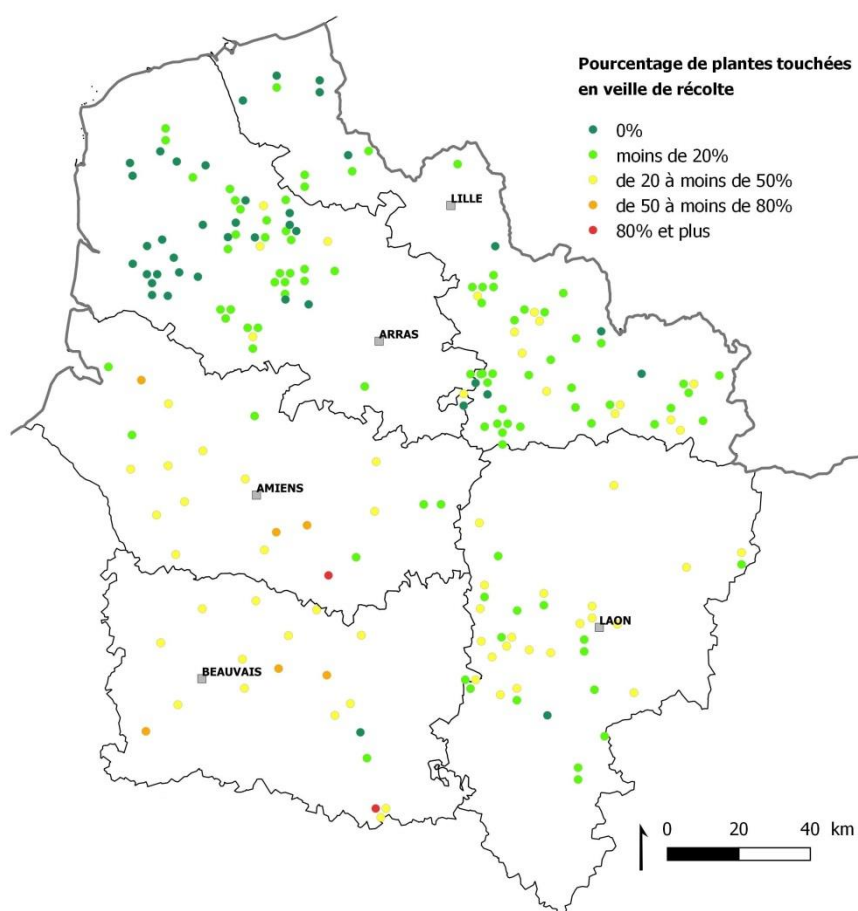 Pourcentage de plantes touchées
en veille de récolte
0%
moins de 20%
de 20 à moins de 50%
de 50 à moins de 80%
80% et plus
LILLE
ARRAS
AMIENS
LAON
BEAUVAIS
0 20 40 km